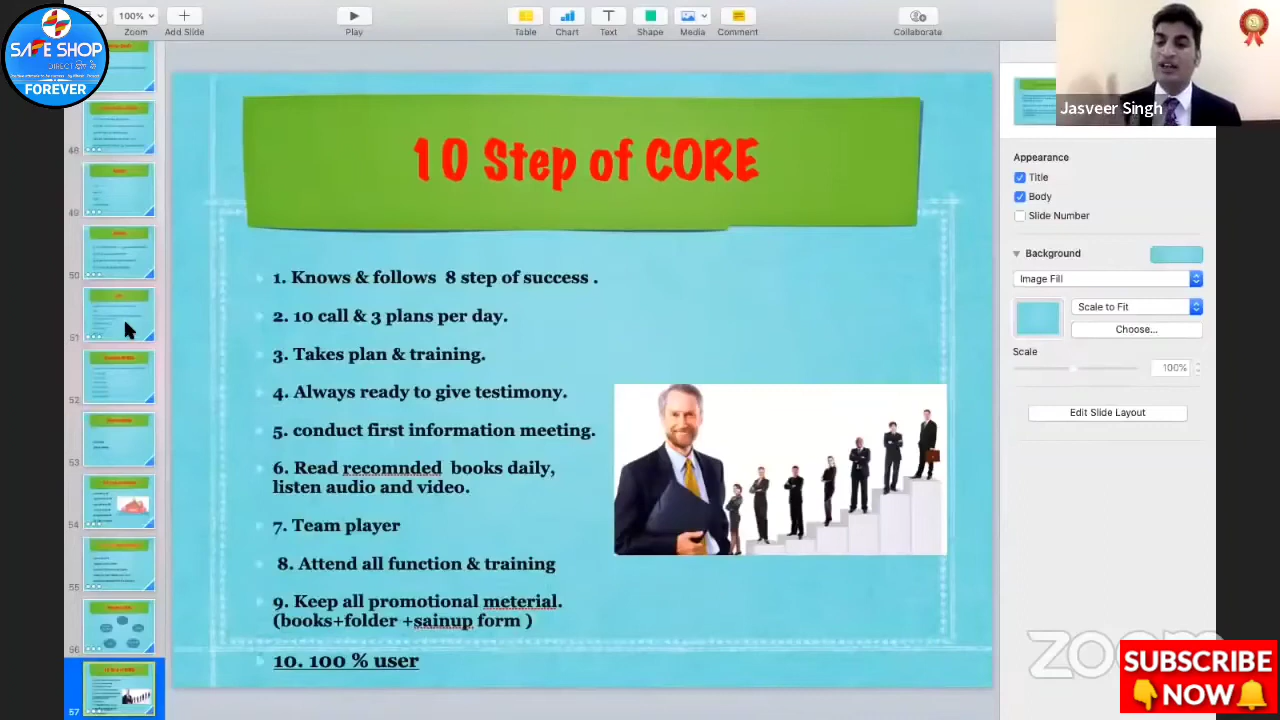 100%
Zoom
Add Slide
Play
Table
Chart
Text
Shape
Media
Comment
Collaborate
SAFE SHOP
DIRECT
FOREVER
Jasveer Singh
48
49
50
51
52
53
54
55
56
57
10 Step of CORE
1. Knows & follows 8 step of success .
2. 10 call & 3 plans per day.
3. Takes plan & training.
4. Always ready to give testimony.
5. conduct first information meeting.
6. Read recomnded books daily,
listen audio and video.
7. Team player
8. Attend all function & training
9. Keep all promotional meterial.
(books+folder +sainup form )
10. 100 % user
Appearance
Title
Body
Slide Number
Background
Image Fill
Scale to Fit
Choose...
Scale
100%
Edit Slide Layout
zoom
SUBSCRIBE
NOW